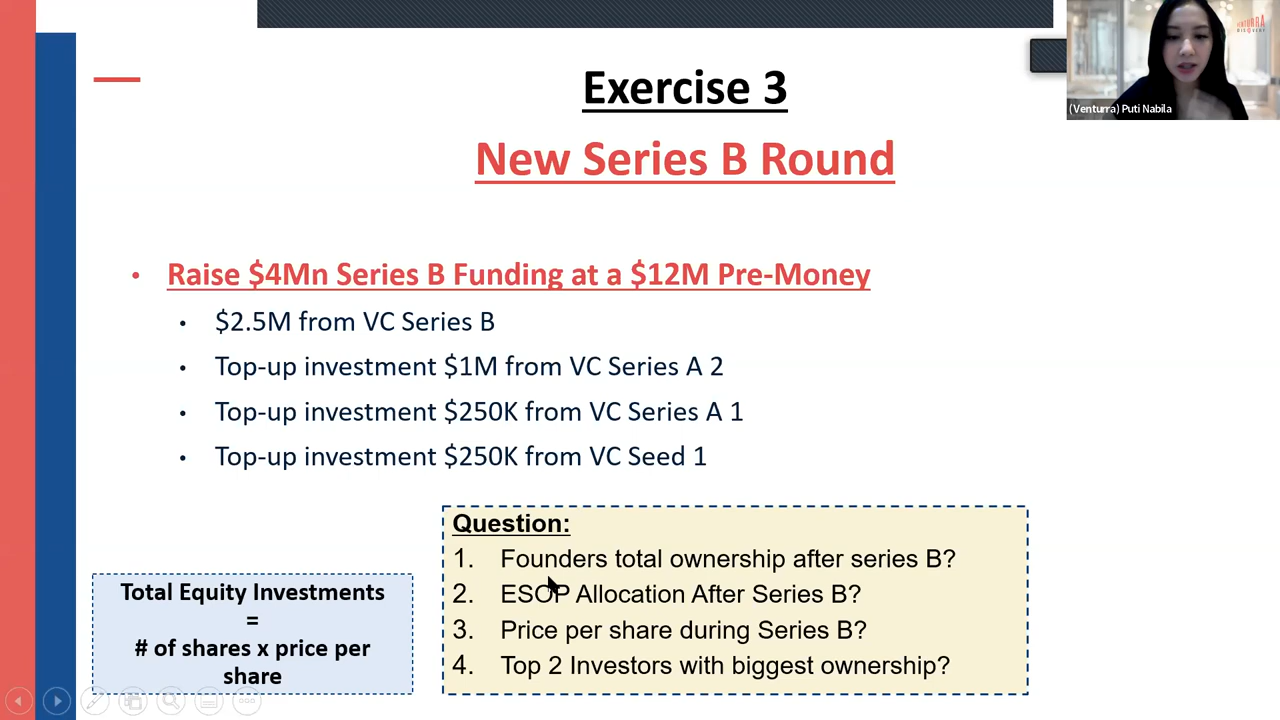 Exercise 3
New Series B Round
• Raise $4Mn Series B Funding at a $12M Pre-Money
• $2.5M from VC Series B
• Top-up investment $1M from VC Series A 2
• Top-up investment $250K from VC Series A 1
• Top-up investment $250K from VC Seed 1
Question:
1. Founders total ownership after series B?
2. ESOP Allocation After Series B?
3. Price per share during Series B?
4. Top 2 Investors with biggest ownership?
Total Equity Investments
=
# of shares x price per
share
(Venturra) Puti Nabila